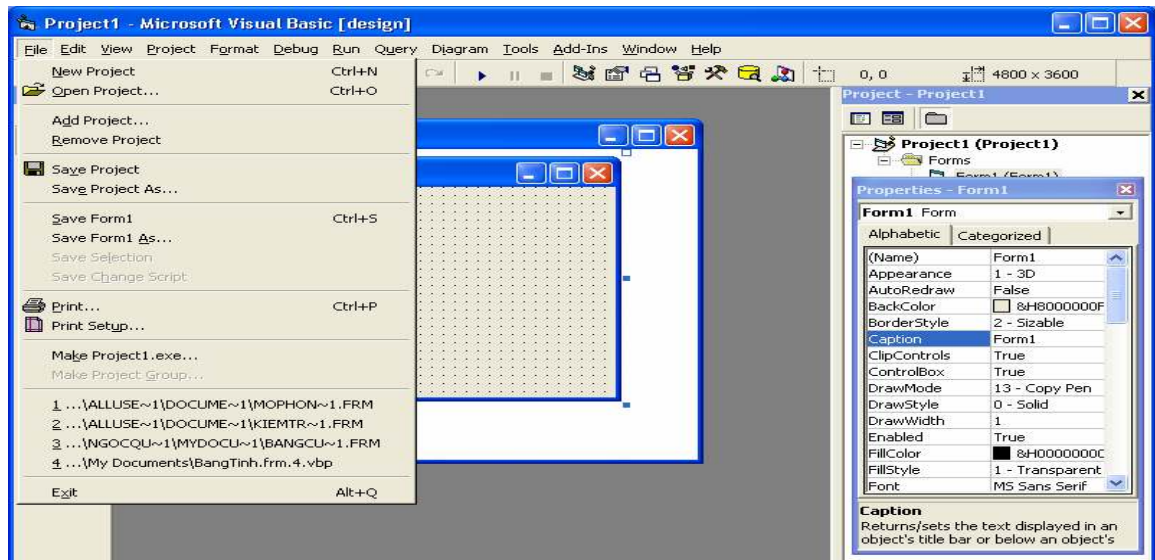 Project1 - Microsoft Visual Basic [design]
File Edit View Project Format Debug Run Query Diagram Tools Add-Ins Window Help
0, 0 4800 x 3600
New Project Ctrl+N
Open Project... Ctrl+O
Add Project...
Remove Project
Save Project
Save Project As...
Save Form1 Ctrl+S
Save Form1 As...
Save Selection
Save Change Script
Print... Ctrl+P
Print Setup...
Make Project1.exe...
Make Project Group...
1 ...\ALLUSE~1\DOCUME~1\MOPHON~1.FRM
2 ...\ALLUSE~1\DOCUME~1\KIEMTR~1.FRM
3 ...\NGOCQU~1\MYDOCU~1\BANGCU~1.FRM
4 ...\My Documents\BangTinh.frm.4.vbp
Exit Alt+Q
Project - Project1
Project1 (Project1)
Forms
Form1 (Form1)
Properties - Form1
Form1 Form
Alphabetic Categorized
(Name) Form1
Appearance 1 - 3D
AutoRedraw False
BackColor &H8000000F
BorderStyle 2 - Sizable
Caption Form1
ClipControls True
ControlBox True
DrawMode 13 - Copy Pen
DrawStyle 0 - Solid
DrawWidth 1
Enabled True
FillColor &H0000000C
FillStyle 1 - Transparent
Font MS Sans Serif
Caption
Returns/sets the text displayed in an
object's title bar or below an object's